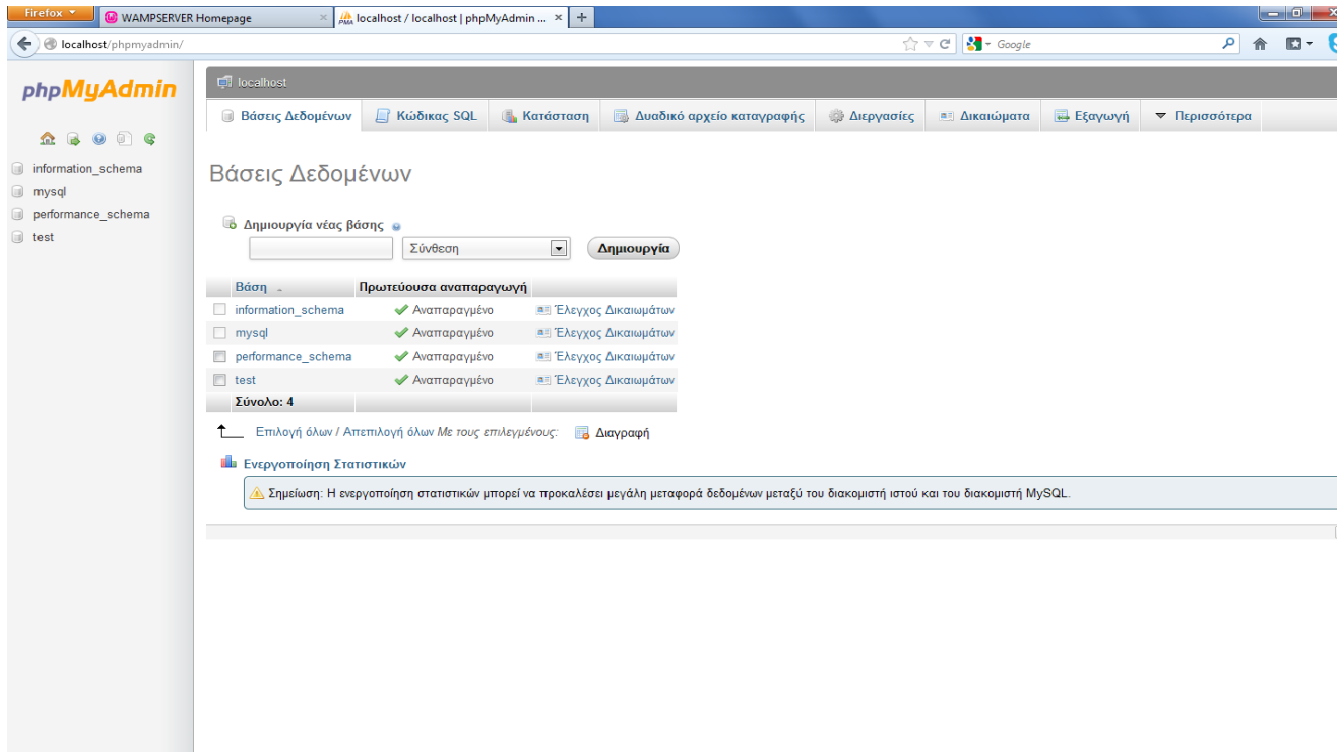 Firefox
WAMPSERVER Homepage
localhost / localhost | phpMyAdmin ...
localhost/phpmyadmin/
Google
phpMyAdmin
information_schema
mysql
performance_schema
test
localhost
Βάσεις Δεδομένων
Κώδικας SQL
Κατάσταση
Δυαδικό αρχείο καταγραφής
Διεργασίες
Δικαιώματα
Εξαγωγή
Περισσότερα
Βάσεις Δεδομένων
Δημιουργία νέας βάσης
Σύνθεση
Δημιουργία
Βάση Πρωτεύουσα αναπαραγωγή
information_schema Αναπαραγμένο Έλεγχος Δικαιωμάτων
mysql Αναπαραγμένο Έλεγχος Δικαιωμάτων
performance_schema Αναπαραγμένο Έλεγχος Δικαιωμάτων
test Αναπαραγμένο Έλεγχος Δικαιωμάτων
Σύνολο: 4
Επιλογή όλων / Απεπιλογή όλων Με τους επιλεγμένους: Διαγραφή
Ενεργοποίηση Στατιστικών
Σημείωση: Η ενεργοποίηση στατιστικών μπορεί να προκαλέσει μεγάλη μεταφορά δεδομένων μεταξύ του διακομιστή ιστού και του διακομιστή MySQL.